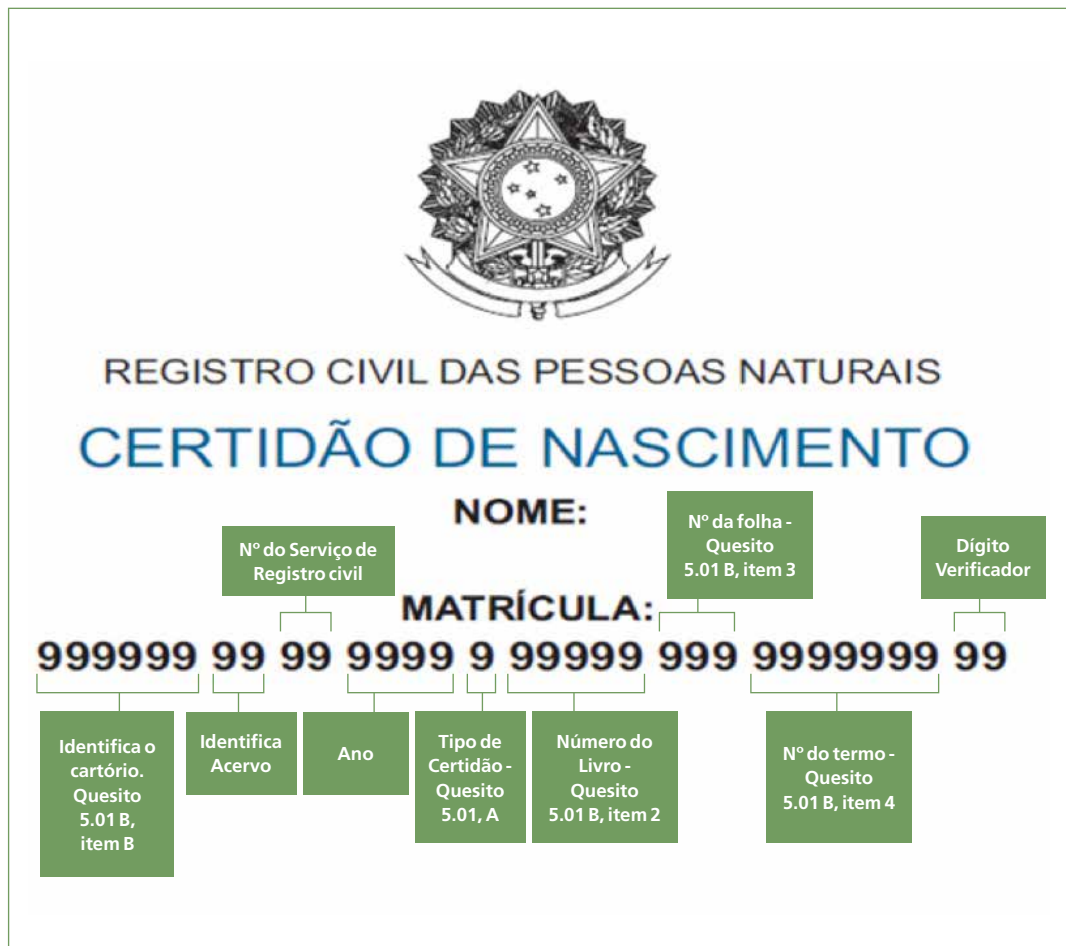 REGISTRO CIVIL DAS PESSOAS NATURAIS
CERTIDÃO DE NASCIMENTO
NOME:
Nº do Serviço de
Registro civil
Nº da folha -
Quesito
5.01 B, item 3
Dígito
Verificador
MATRÍCULA:
999999 99 99 9999 9 99999 999 9999999 99
Identifica o
cartório.
Quesito
5.01 B,
item B
Identifica
Acervo
Ano
Tipo de
Certidão -
Quesito
5.01, A
Número do
Livro -
Quesito
5.01 B, item 2
Nº do termo -
Quesito
5.01 B, item 4